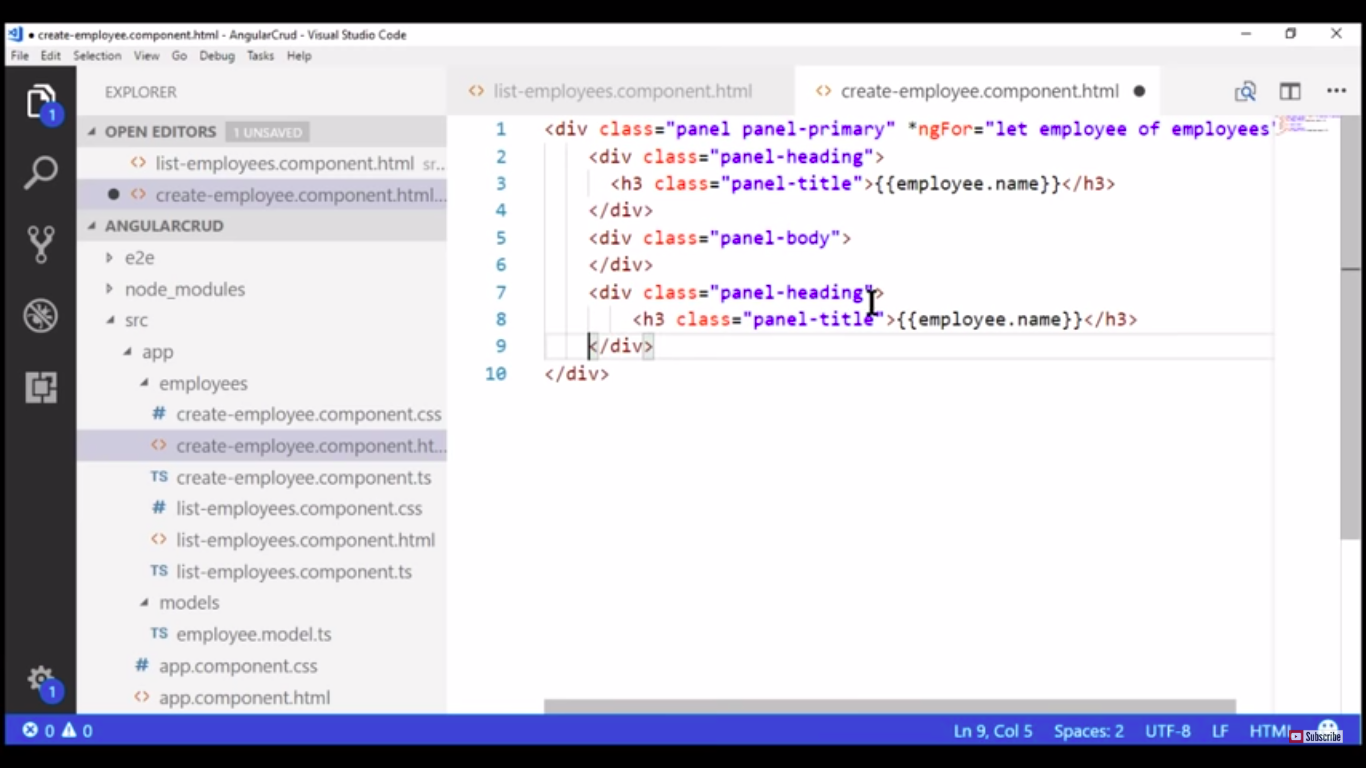 ● create-employee.component.html - AngularCrud - Visual Studio Code
File Edit Selection View Go Debug Tasks Help
EXPLORER
OPEN EDITORS 1 UNSAVED
list-employees.component.html sr...
● create-employee.component.html...
ANGULARCRUD
e2e
node_modules
src
app
employees
# create-employee.component.css
<> create-employee.component.ht...
TS create-employee.component.ts
# list-employees.component.css
<> list-employees.component.html
TS list-employees.component.ts
models
TS employee.model.ts
# app.component.css
<> app.component.html
1
1
<> list-employees.component.html
<> create-employee.component.html ●
1 <div class="panel panel-primary" *ngFor="let employee of employees"
2 <div class="panel-heading">
3 <h3 class="panel-title">{{employee.name}}</h3>
4 </div>
5 <div class="panel-body">
6 </div>
7 <div class="panel-heading">
8 <h3 class="panel-title">{{employee.name}}</h3>
9 </div>
10 </div>
0 0
Ln 9, Col 5 Spaces: 2 UTF-8 LF HTML
Subscribe